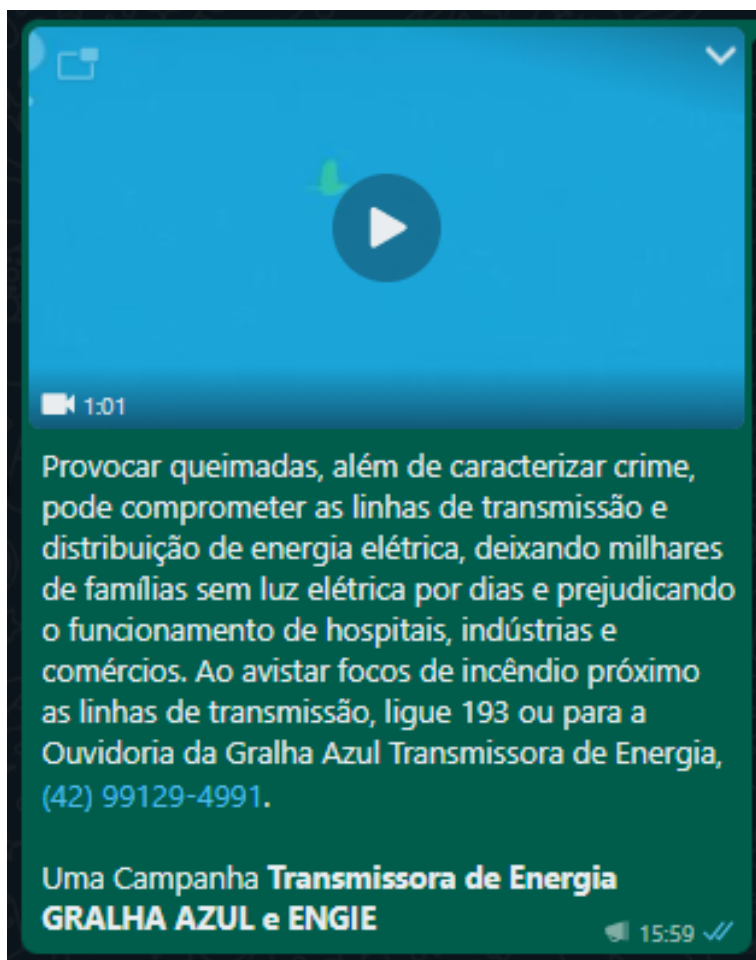 1:01
Provocar queimadas, além de caracterizar crime,
pode comprometer as linhas de transmissão e
distribuição de energia elétrica, deixando milhares
de famílias sem luz elétrica por dias e prejudicando
o funcionamento de hospitais, indústrias e
comércios. Ao avistar focos de incêndio próximo
as linhas de transmissão, ligue 193 ou para a
Ouvidoria da Gralha Azul Transmissora de Energia,
(42) 99129-4991.
Uma Campanha Transmissora de Energia
GRALHA AZUL e ENGIE
15:59